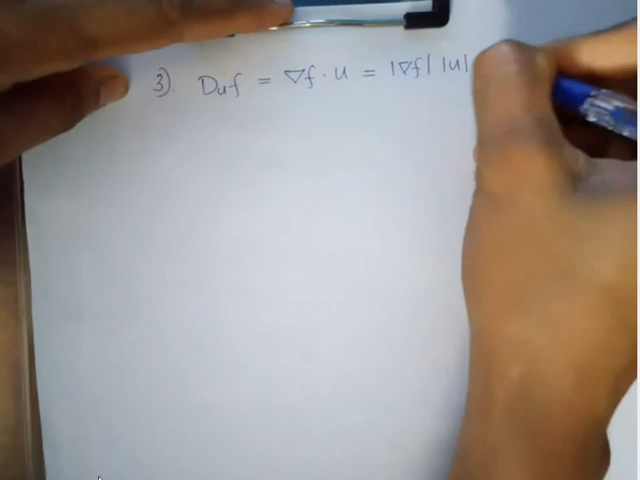 3). Duf = ∇f · u = |∇f| |u|